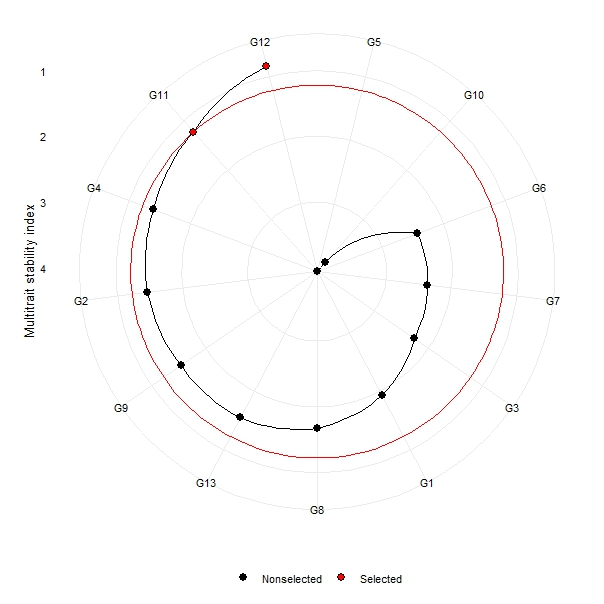 G12
G5
1
G11
G10
2
G4
G6
3
Multitrait stability index
4
G2
G7
G9
G3
G13
G1
G8
Nonselected
Selected